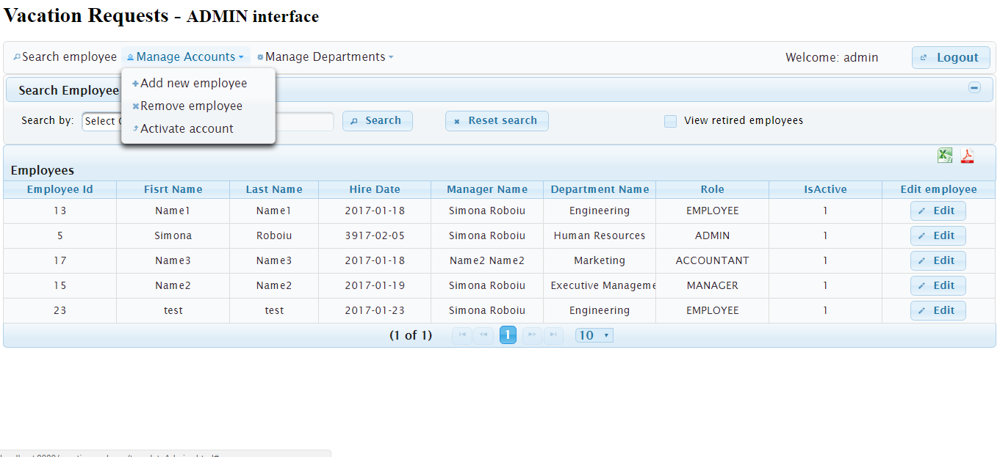 Vacation Requests - ADMIN interface
Search employee Manage Accounts Manage Departments Welcome: admin Logout
Add new employee
Remove employee
Activate account
Search Employee
Search by: Select Search Reset search View retired employees
Employees
Employee Id Fisrt Name Last Name Hire Date Manager Name Department Name Role IsActive Edit employee
13 Name1 Name1 2017-01-18 Simona Roboiu Engineering EMPLOYEE 1 Edit
5 Simona Roboiu 3917-02-05 Simona Roboiu Human Resources ADMIN 1 Edit
17 Name3 Name3 2017-01-18 Name2 Name2 Marketing ACCOUNTANT 1 Edit
15 Name2 Name2 2017-01-19 Simona Roboiu Executive Manageme MANAGER 1 Edit
23 test test 2017-01-23 Simona Roboiu Engineering EMPLOYEE 1 Edit
(1 of 1) 1 10